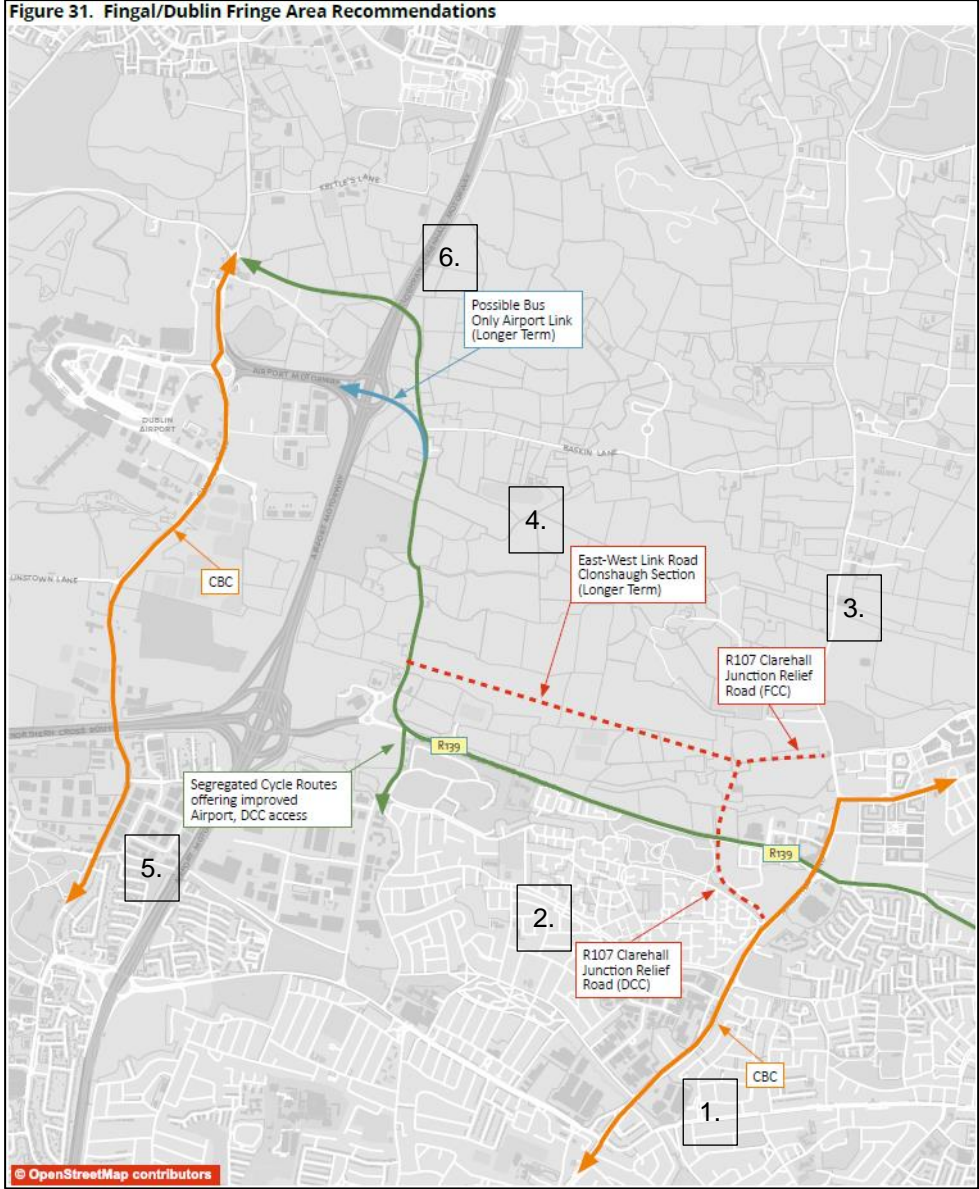 Figure 31. Fingal/Dublin Fringe Area Recommendations
KETTLE'S LANE
6.
Possible Bus
Only Airport Link
(Longer Term)
AIRPORT MOTORWAY
DUBLIN
AIRPORT
BASKIN LANE
4.
AIRPORT MOTORWAY
CBC
East-West Link Road
Clonshaugh Section
(Longer Term)
3.
R107 Clarehall
Junction Relief
Road (FCC)
R139
Segregated Cycle Routes
offering improved
Airport, DCC access
R139
5.
2.
R107 Clarehall
Junction Relief
Road (DCC)
CBC
1.
© OpenStreetMap contributors